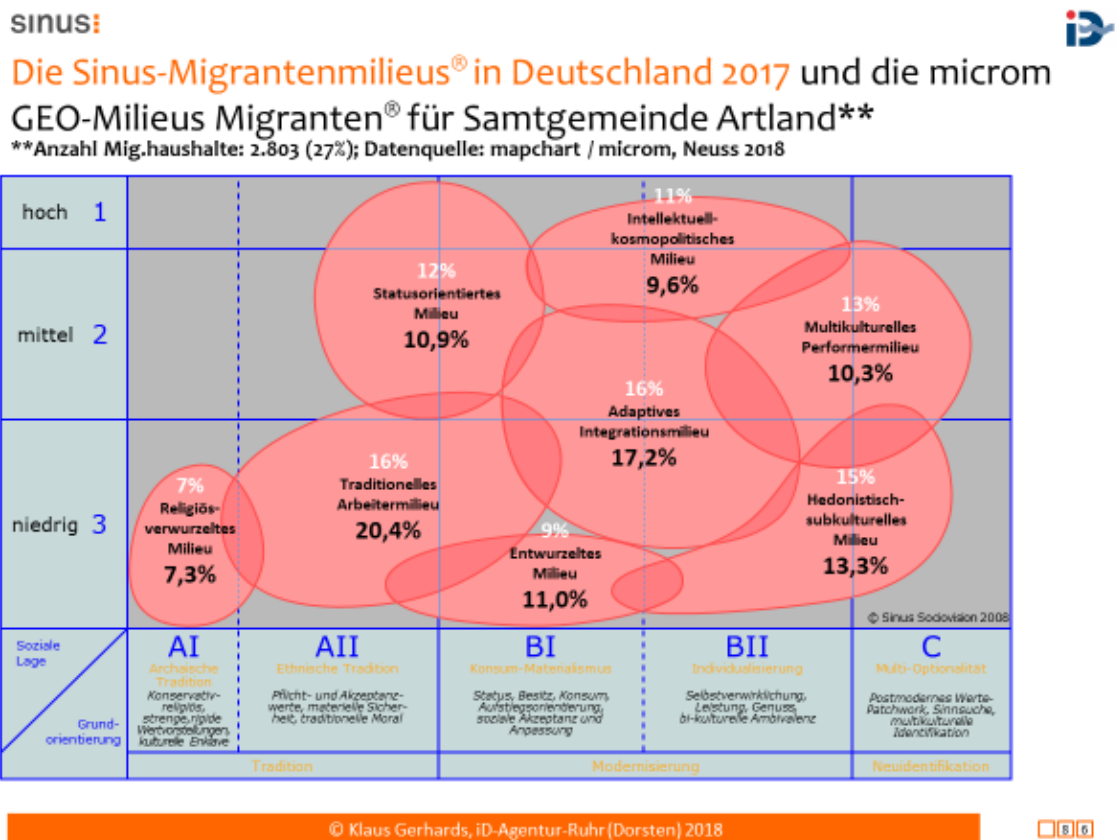 sinus:
iD
Die Sinus-Migrantenmilieus® in Deutschland 2017 und die microm
GEO-Milieus Migranten® für Samtgemeinde Artland**
**Anzahl Mig.haushalte: 2.803 (27%); Datenquelle: mapchart / microm, Neuss 2018
hoch 1
mittel 2
niedrig 3
11%
Intellektuell-
kosmopolitisches
Milieu
9,6%
12%
Statusorientiertes
Milieu
10,9%
13%
Multikulturelles
Performermilieu
10,3%
16%
Adaptives
Integrationsmilieu
17,2%
16%
Traditionelles
Arbeitermilieu
20,4%
7%
Religiös-
verwurzeltes
Milieu
7,3%
15%
Hedonistisch-
subkulturelles
Milieu
13,3%
9%
Entwurzeltes
Milieu
11,0%
© Sinus Sociovision 2008
Soziale
Lage
Grund-
orientierung
AI
Archaische
Tradition
Konservativ-
religiös,
strenge,rigide
Wertvorstellungen,
kulturelle Enklave
AII
Ethnische Tradition
Pflicht- und Akzeptanz-
werte, materielle Sicher-
heit, traditionelle Moral
BI
Konsum-Materialismus
Status, Besitz, Konsum,
Aufstiegsorientierung,
soziale Akzeptanz und
Anpassung
BII
Individualisierung
Selbstverwirklichung,
Leistung, Genuss,
bi-kulturelle Ambivalenz
C
Multi-Optionalität
Postmodernes Werte-
Patchwork, Sinnsuche,
multikulturelle
Identifikation
Tradition
Modernisierung
Neuidentifikation
© Klaus Gerhards, iD-Agentur-Ruhr (Dorsten) 2018
86